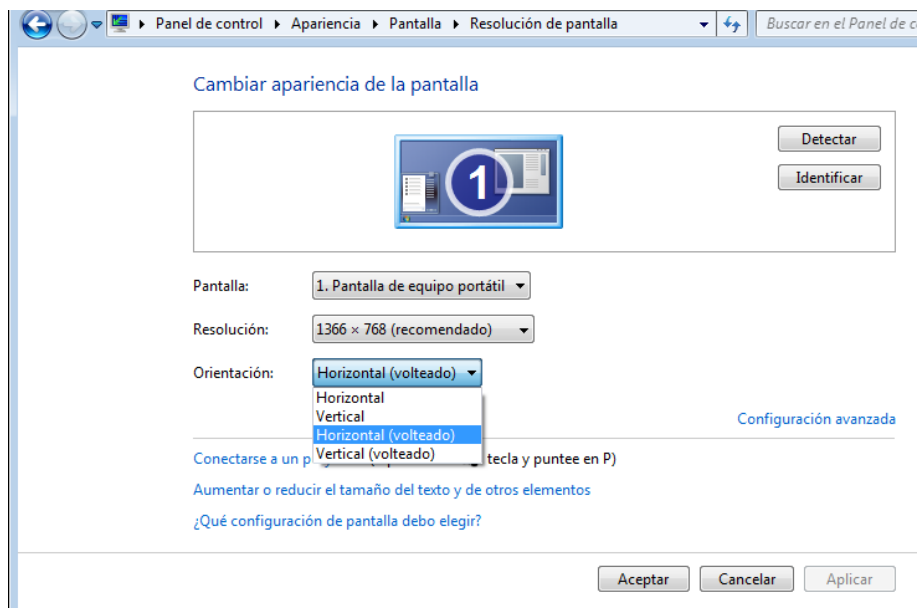 Panel de control Apariencia Pantalla Resolución de pantalla Buscar en el Panel de
Cambiar apariencia de la pantalla
1
Detectar
Identificar
Pantalla: 1. Pantalla de equipo portátil
Resolución: 1366 × 768 (recomendado)
Orientación: Horizontal (volteado)
Horizontal
Vertical
Horizontal (volteado)
Vertical (volteado)
Configuración avanzada
Conectarse a un tecla y puntee en P)
Aumentar o reducir el tamaño del texto y de otros elementos
¿Qué configuración de pantalla debo elegir?
Aceptar Cancelar Aplicar